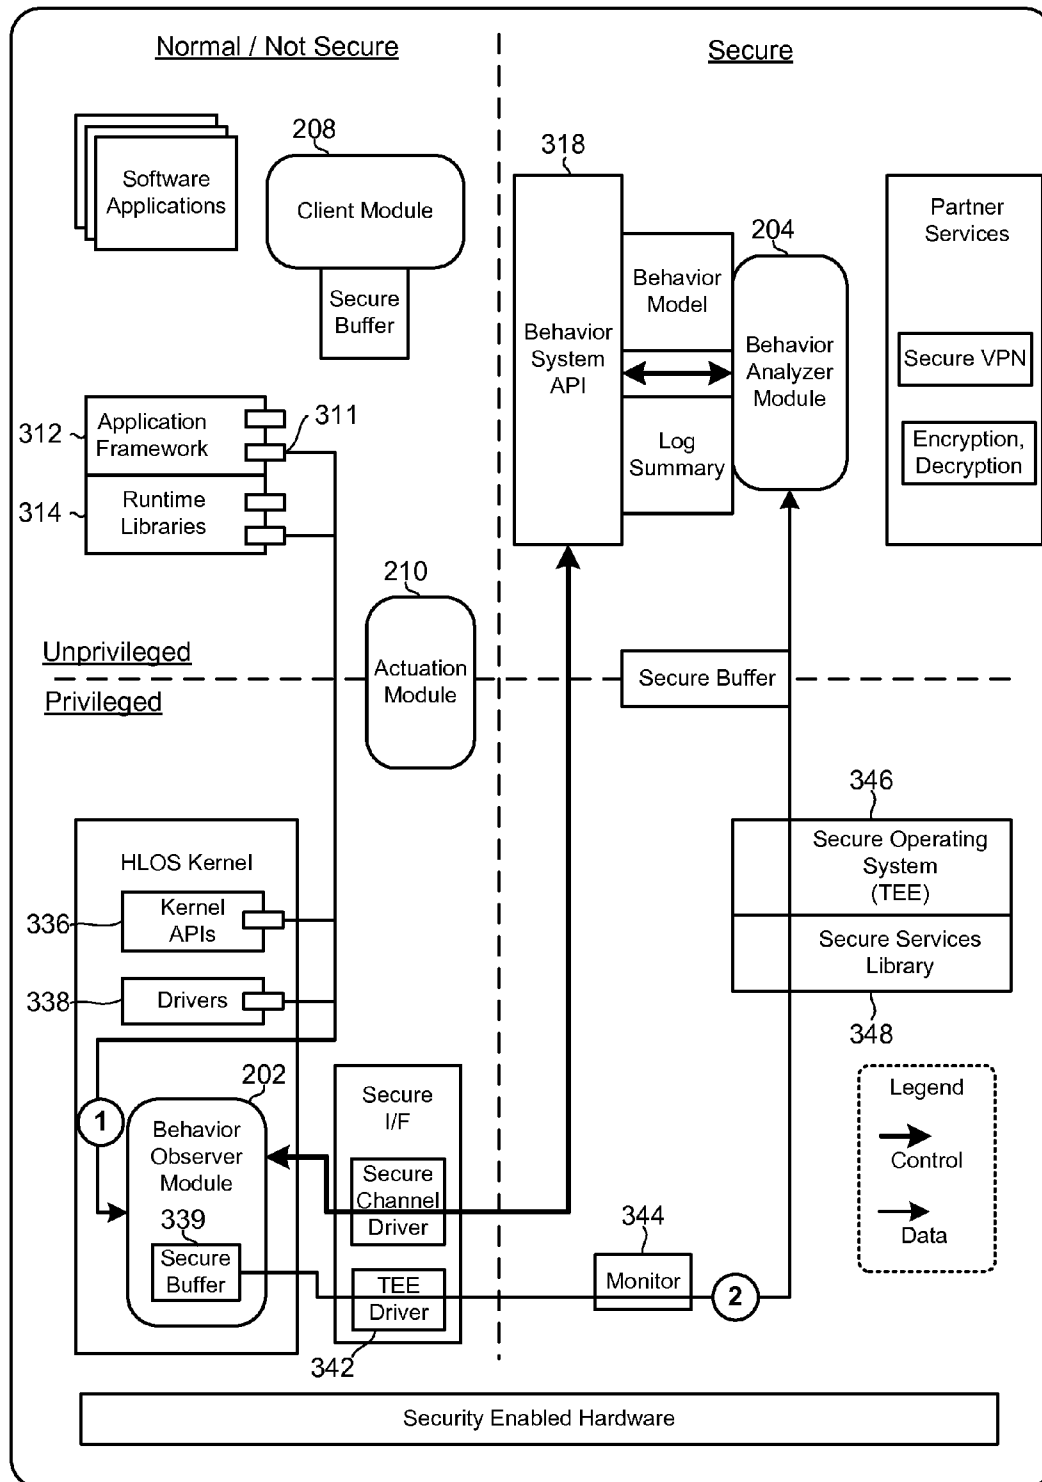 Normal / Not Secure
Secure
208
Software
Applications
Client Module
Secure
Buffer
318
204
Behavior
System
API
Behavior
Model
Behavior
Analyzer
Module
Log
Summary
Partner
Services
Secure VPN
Encryption,
Decryption
312
Application
Framework
311
314
Runtime
Libraries
210
Actuation
Module
Unprivileged
Privileged
Secure Buffer
346
Secure Operating
System
(TEE)
Secure Services
Library
348
HLOS Kernel
336
Kernel
APIs
338
Drivers
1
202
Behavior
Observer
Module
339
Secure
Buffer
Secure
I/F
Secure
Channel
Driver
TEE
Driver
342
344
Monitor
2
Legend
Control
Data
Security Enabled Hardware